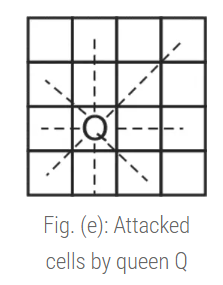 Q
Fig. (e): Attacked
cells by queen Q